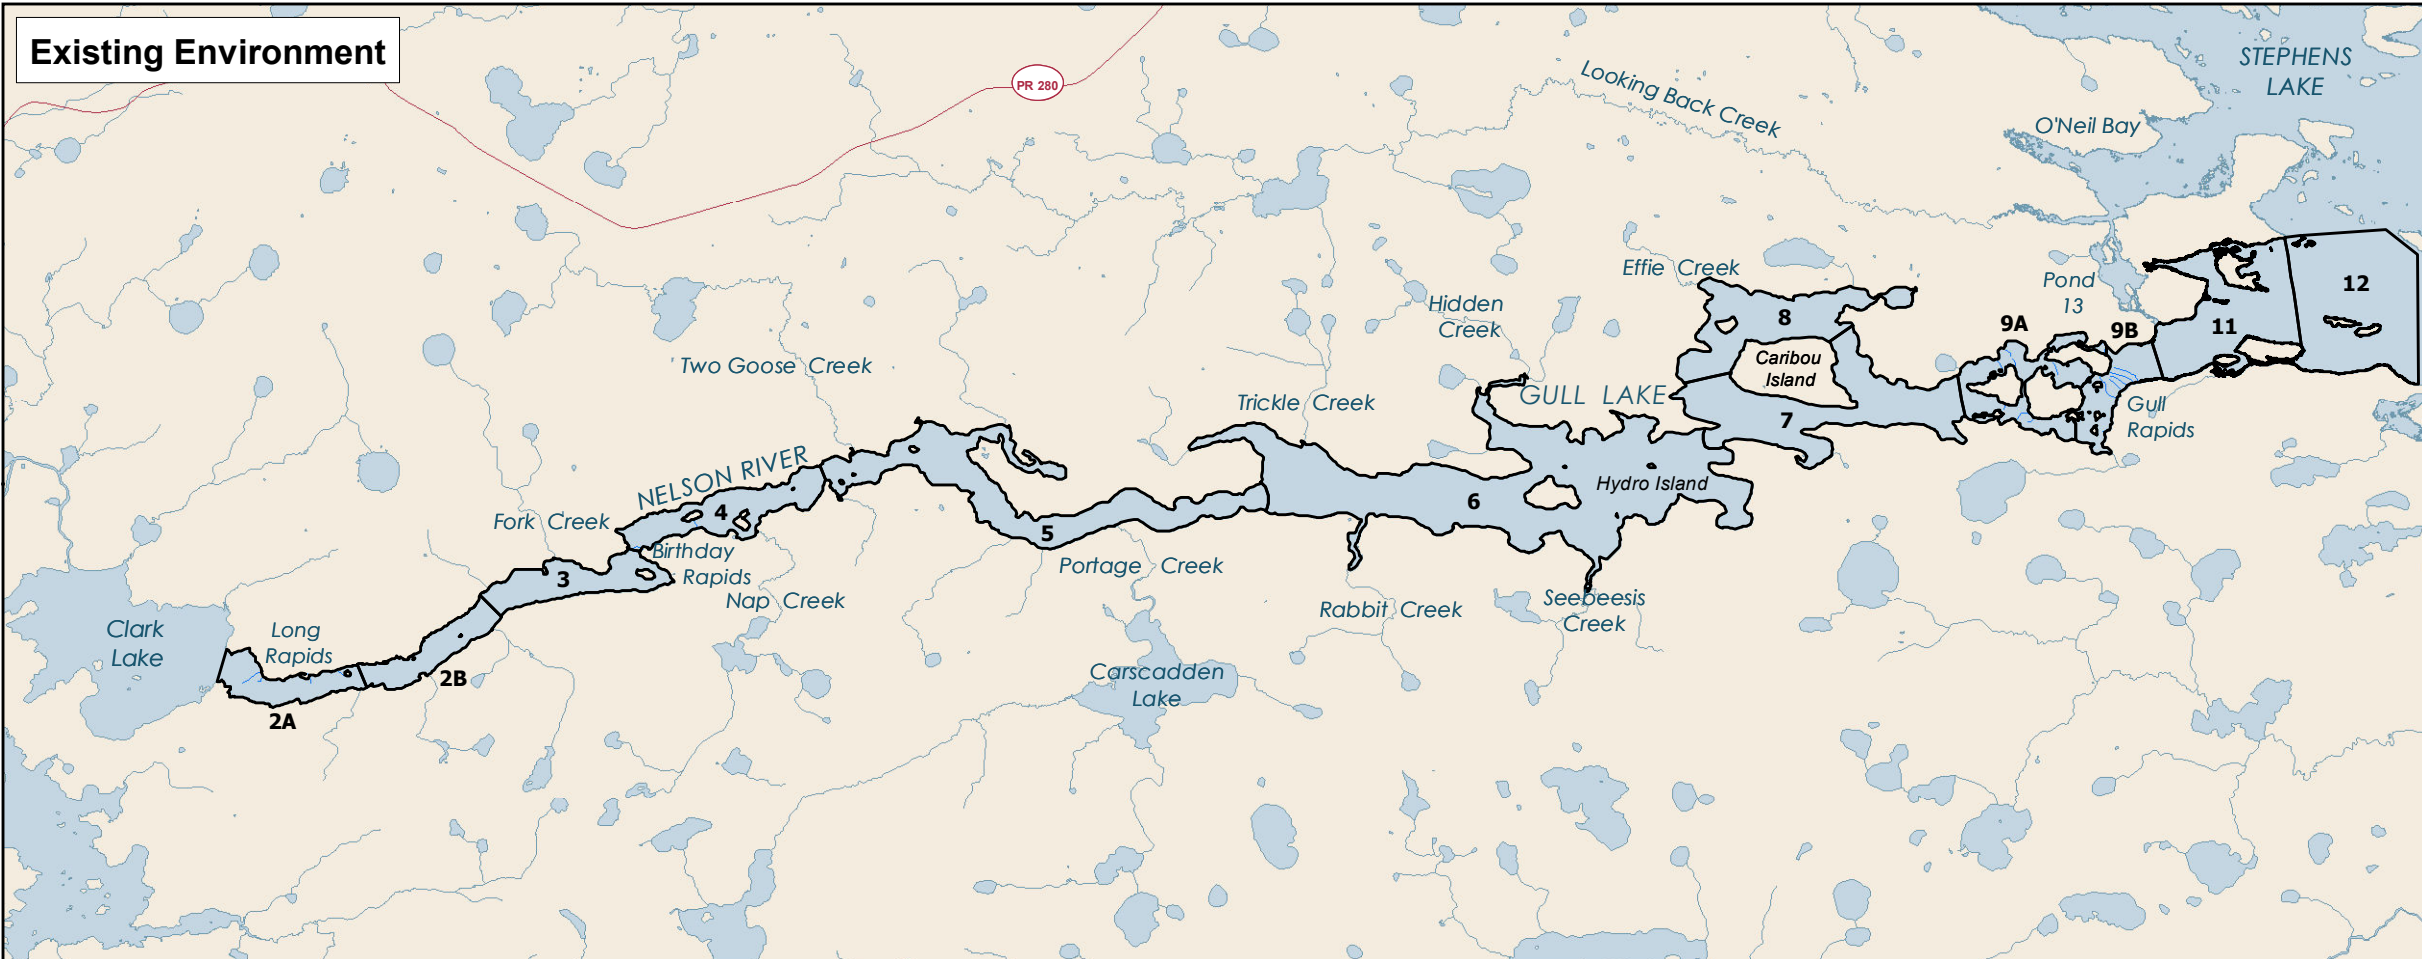 Existing Environment
PR 280
STEPHENS
LAKE
Looking Back Creek
O'Neil Bay
Effie Creek
Pond
13
12
Hidden
Creek
8
9A
9B
11
Caribou
Island
Two Goose Creek
GULL LAKE
Trickle Creek
7
Gull
Rapids
NELSON RIVER
Hydro Island
6
4
Fork Creek
5
Birthday
Rapids
Portage Creek
3
Nap Creek
Rabbit Creek
Seebeesis
Creek
Clark
Lake
Long
Rapids
2B
Carscadden
Lake
2A